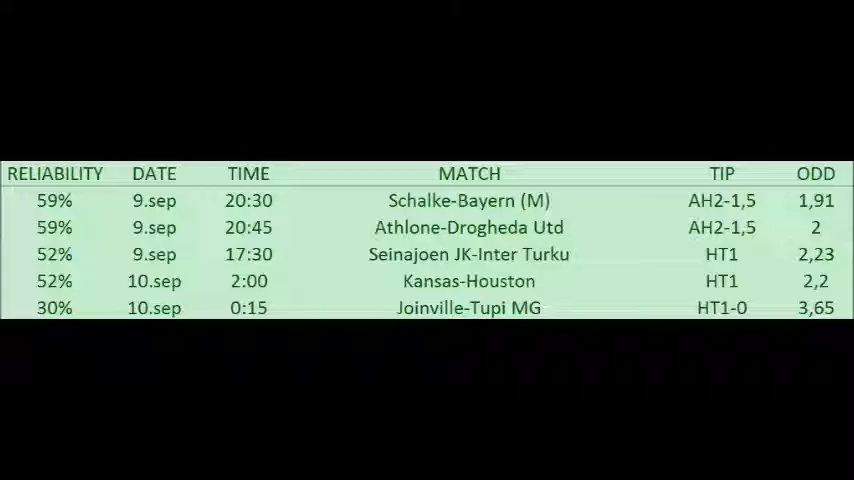 RELIABILITY DATE TIME MATCH TIP ODD
59% 9.sep 20:30 Schalke-Bayern (M) AH2-1,5 1,91
59% 9.sep 20:45 Athlone-Drogheda Utd AH2-1,5 2
52% 9.sep 17:30 Seinajoen JK-Inter Turku HT1 2,23
52% 10.sep 2:00 Kansas-Houston HT1 2,2
30% 10.sep 0:15 Joinville-Tupi MG HT1-0 3,65